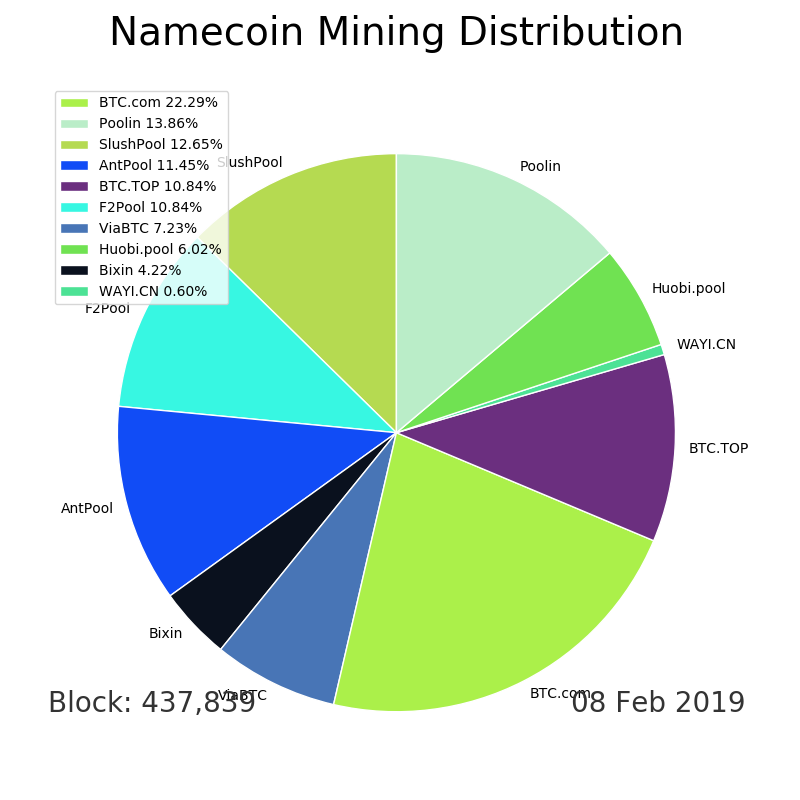 Namecoin Mining Distribution
BTC.com 22.29%
Poolin 13.86%
SlushPool 12.65%
AntPool 11.45%
BTC.TOP 10.84%
F2Pool 10.84%
ViaBTC 7.23%
Huobi.pool 6.02%
Bixin 4.22%
WAYI.CN 0.60%
SlushPool
Poolin
Huobi.pool
F2Pool
WAYI.CN
BTC.TOP
AntPool
Bixin
ViaBTC
BTC.com
Block: 437,839
08 Feb 2019